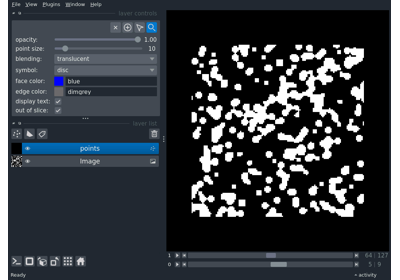 File View Plugins Window Help
layer controls
opacity: 1.00
point size: 10
blending: translucent
symbol: disc
face color: blue
edge color: dimgrey
display text:
out of slice:
layer list
points
Image
1 64 127
0 5 9
Ready activity